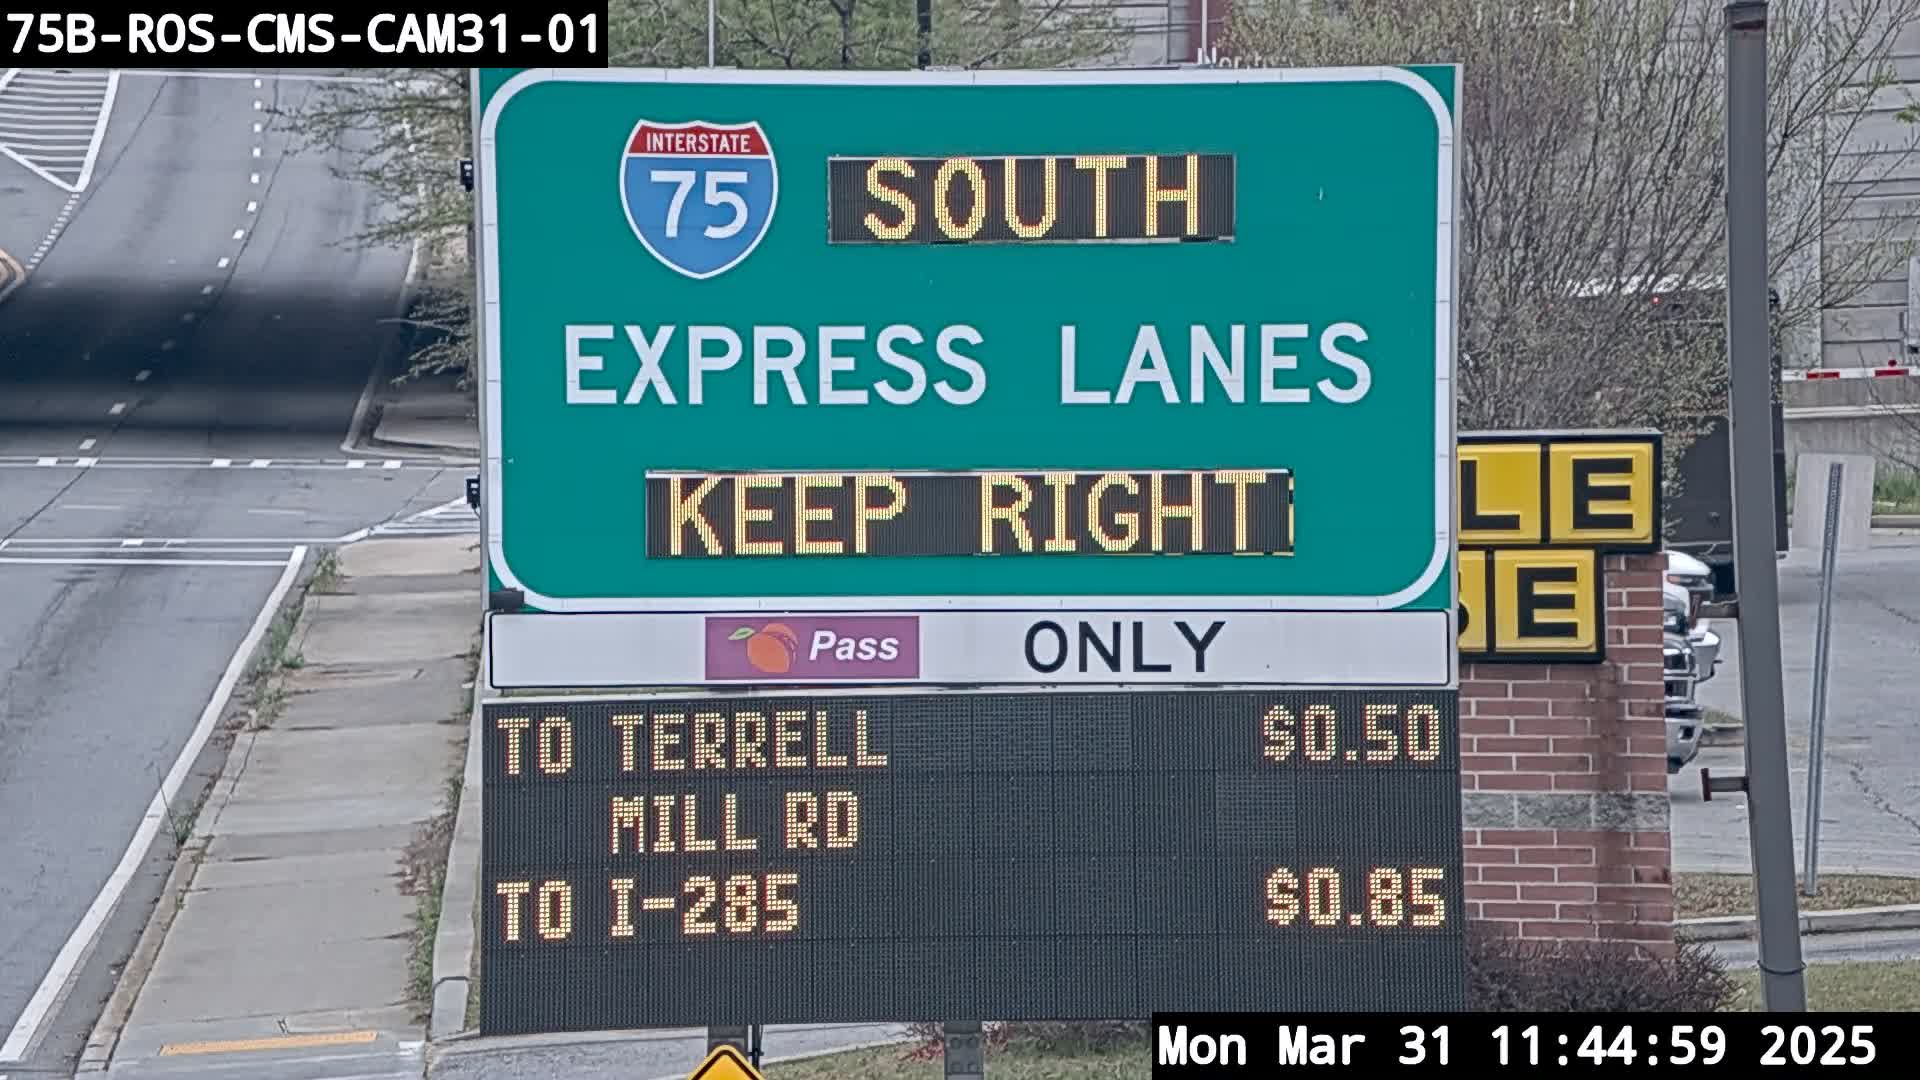 75B-ROS-CMS-CAM31-01
INTERSTATE
75
SOUTH
EXPRESS LANES
KEEP RIGHT
Pass ONLY
TO TERRELL $0.50
MILL RD
TO I-285 $0.85
LE
E
Mon Mar 31 11:44:59 2025